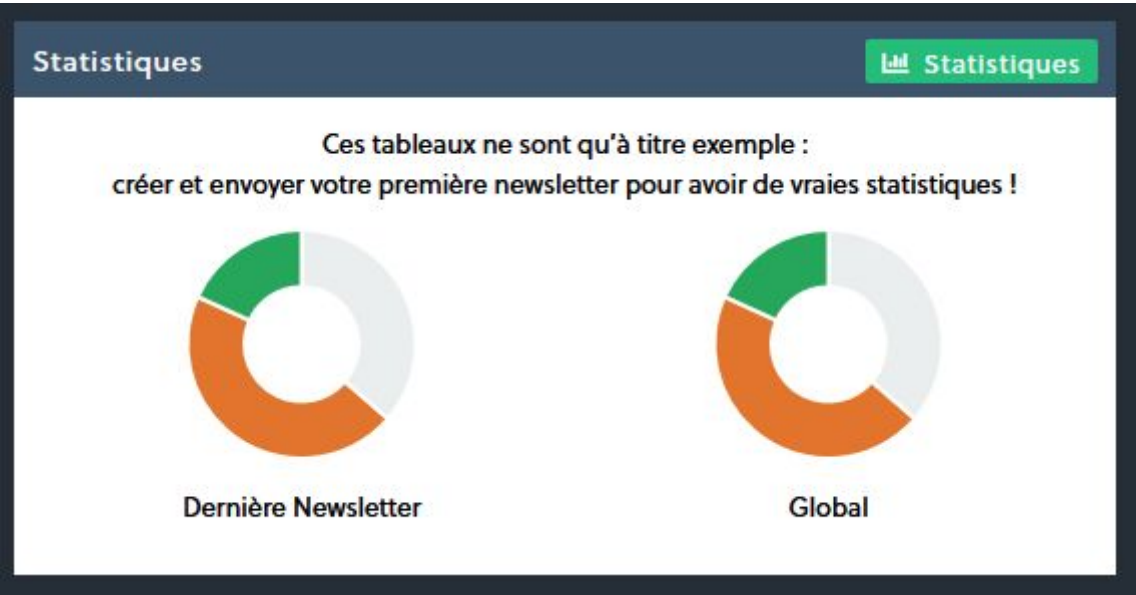 Statistiques
Statistiques
Ces tableaux ne sont qu'à titre exemple :
créer et envoyer votre première newsletter pour avoir de vraies statistiques !
Dernière Newsletter
Global